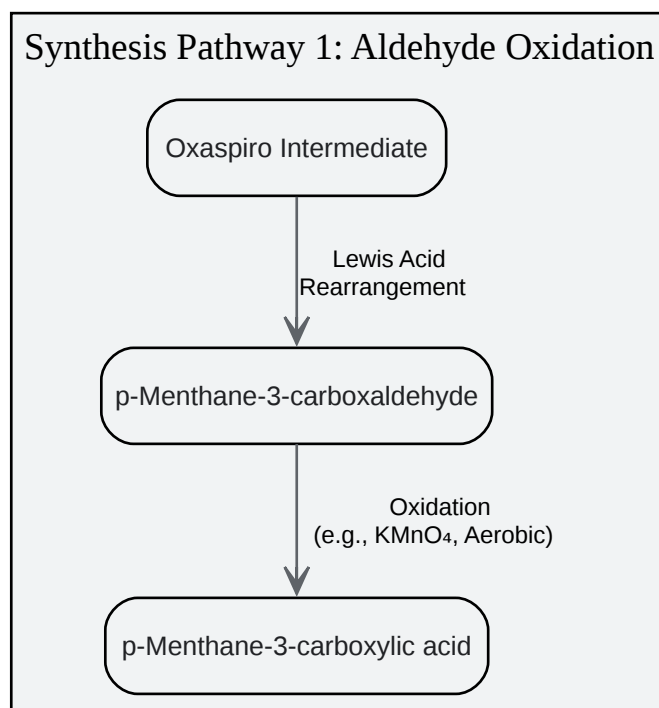 Synthesis Pathway 1: Aldehyde Oxidation
Oxaspiro Intermediate
Lewis Acid
Rearrangement
p-Menthane-3-carboxaldehyde
Oxidation
(e.g., KMnO₄, Aerobic)
p-Menthane-3-carboxylic acid